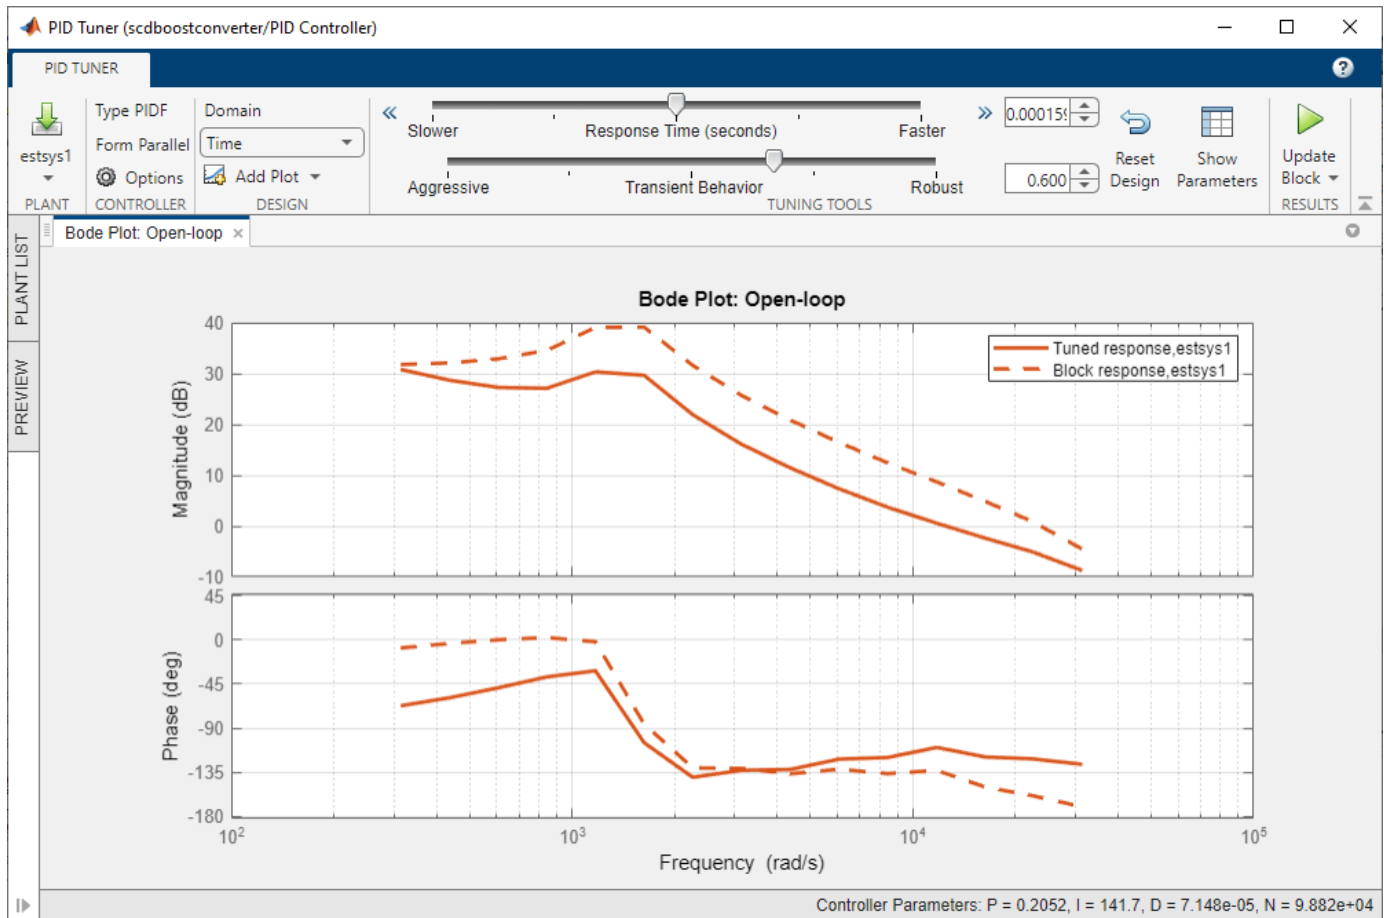 PID Tuner (scdboostconverter/PID Controller)
PID TUNER
?
estsys1
PLANT
Type PIDF
Form Parallel
Options
CONTROLLER
Domain
Time
Add Plot
DESIGN
Slower Response Time (seconds) Faster
0.000159
Aggressive Transient Behavior Robust
0.600
TUNING TOOLS
Reset
Design
Show
Parameters
Update
Block
RESULTS
PLANT LIST
PREVIEW
Bode Plot: Open-loop ×
Bode Plot: Open-loop
Tuned response,estsys1
Block response,estsys1
Magnitude (dB)
40
30
20
10
0
-10
Phase (deg)
45
0
-45
-90
-135
-180
10² 10³ 10⁴ 10⁵
Frequency (rad/s)
Controller Parameters: P = 0.2052, I = 141.7, D = 7.148e-05, N = 9.882e+04